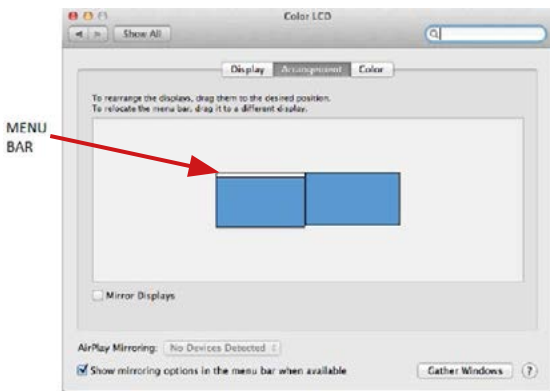 Color LCD
Show All
Display Arrangement Color
To rearrange the displays, drag them to the desired position.
To relocate the menu bar, drag it to a different display.
MENU
BAR
Mirror Displays
AirPlay Mirroring: No Devices Detected
Show mirroring options in the menu bar when available
Gather Windows ?